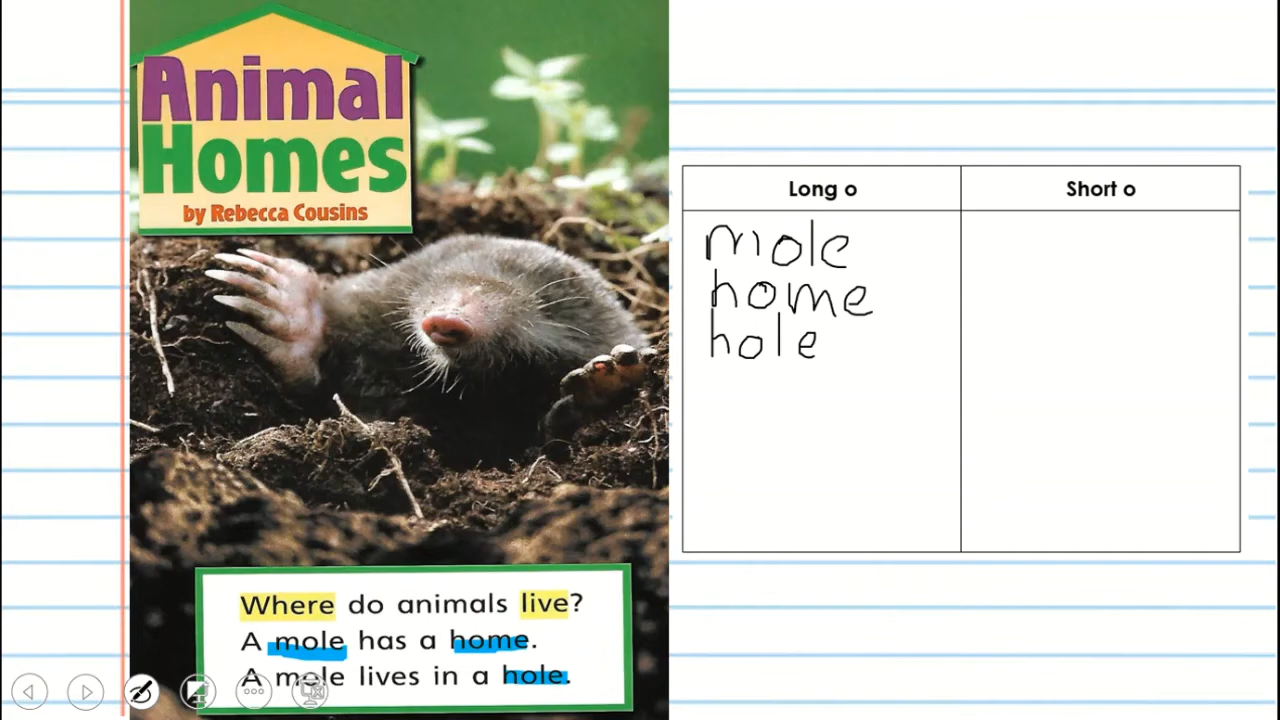 Animal
Homes
by Rebecca Cousins
Where do animals live?
A mole has a home.
A mole lives in a hole.
Long o
Short o
mole
home
hole